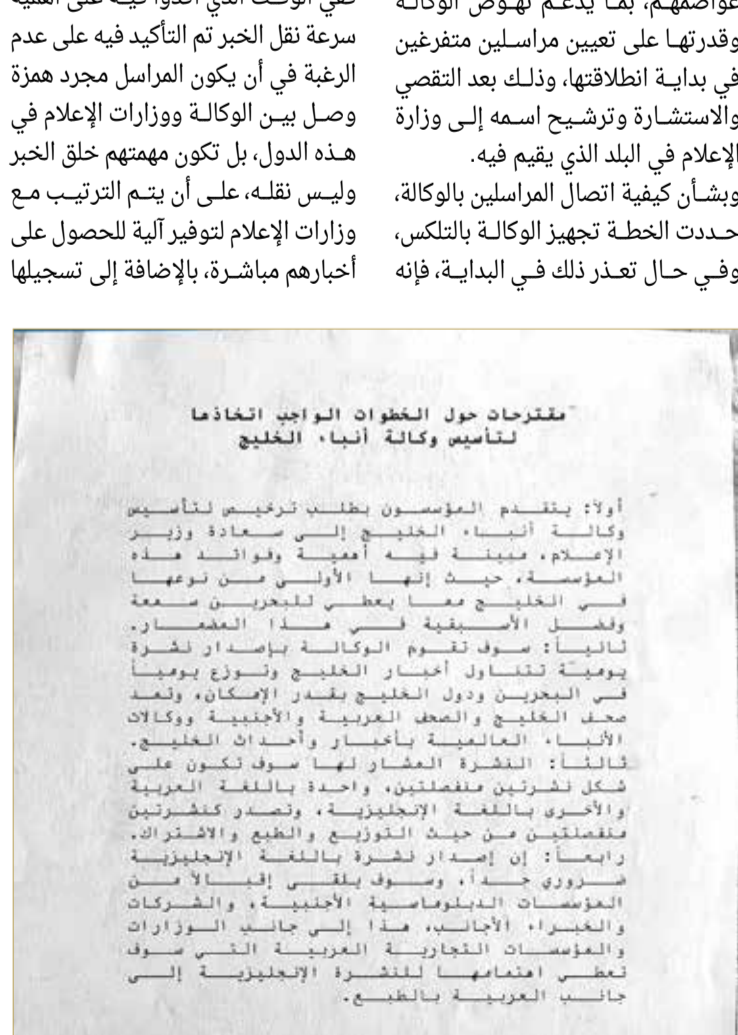 عواصمهم، بما يدعم نهوض الوكالة
وقدرتها على تعيين مراسلين متفرغين
في بداية انطلاقتها، وذلك بعد التقصي
والاستشارة وترشيح اسمه إلى وزارة
الإعلام في البلد الذي يقيم فيه.
وبشأن كيفية اتصال المراسلين بالوكالة،
حددت الخطة تجهيز الوكالة بالتلكس،
وفي حال تعذر ذلك في البداية، فإنه
سرعة نقل الخبر تم التأكيد فيه على عدم
الرغبة في أن يكون المراسل مجرد همزة
وصل بين الوكالة ووزارات الإعلام في
هذه الدول، بل تكون مهمتهم خلق الخبر
وليس نقله، على أن يتم الترتيب مع
وزارات الإعلام لتوفير آلية للحصول على
أخبارهم مباشرة، بالإضافة إلى تسجيلها
مقترحات حول الخطوات الواجب اتخاذها
لتأسيس وكالة أنباء الخليج
أولاً: يتقدم المؤسسون بطلب ترخيص لتأسيس
وكالة أنباء الخليج إلى سعادة وزير
الإعلام، مبينة فيه أهمية وفوائد هذه
المؤسسة، حيث إنها الأولى من نوعها
في الخليج مما يعطي للبحرين سمعة
وفضل الأسبقية في هذا المضمار.
ثانياً: سوف تقوم الوكالة بإصدار نشرة
يومية تتناول أخبار الخليج وتوزع يومياً
في البحرين ودول الخليج بقدر الإمكان، وتمد
صحف الخليج والصحف العربية والأجنبية ووكالات
الأنباء العالمية بأخبار وأحداث الخليج.
ثالثاً: النشرة المشار لها سوف تكون على
شكل نشرتين منفصلتين، واحدة باللغة العربية
والأخرى باللغة الإنجليزية، وتصدر كنشرتين
منفصلتين من حيث التوزيع والطبع والاشتراك.
رابعاً: إن إصدار نشرة باللغة الإنجليزية
ضروري جداً، وسوف يلقى إقبالاً من
المؤسسات الدبلوماسية الأجنبية، والشركات
والخبراء الأجانب، هذا إلى جانب الوزارات
والمؤسسات التجارية العربية التي سوف
تعطي اهتمامها للنشرة الإنجليزية إلى
جانب العربية بالطبع.